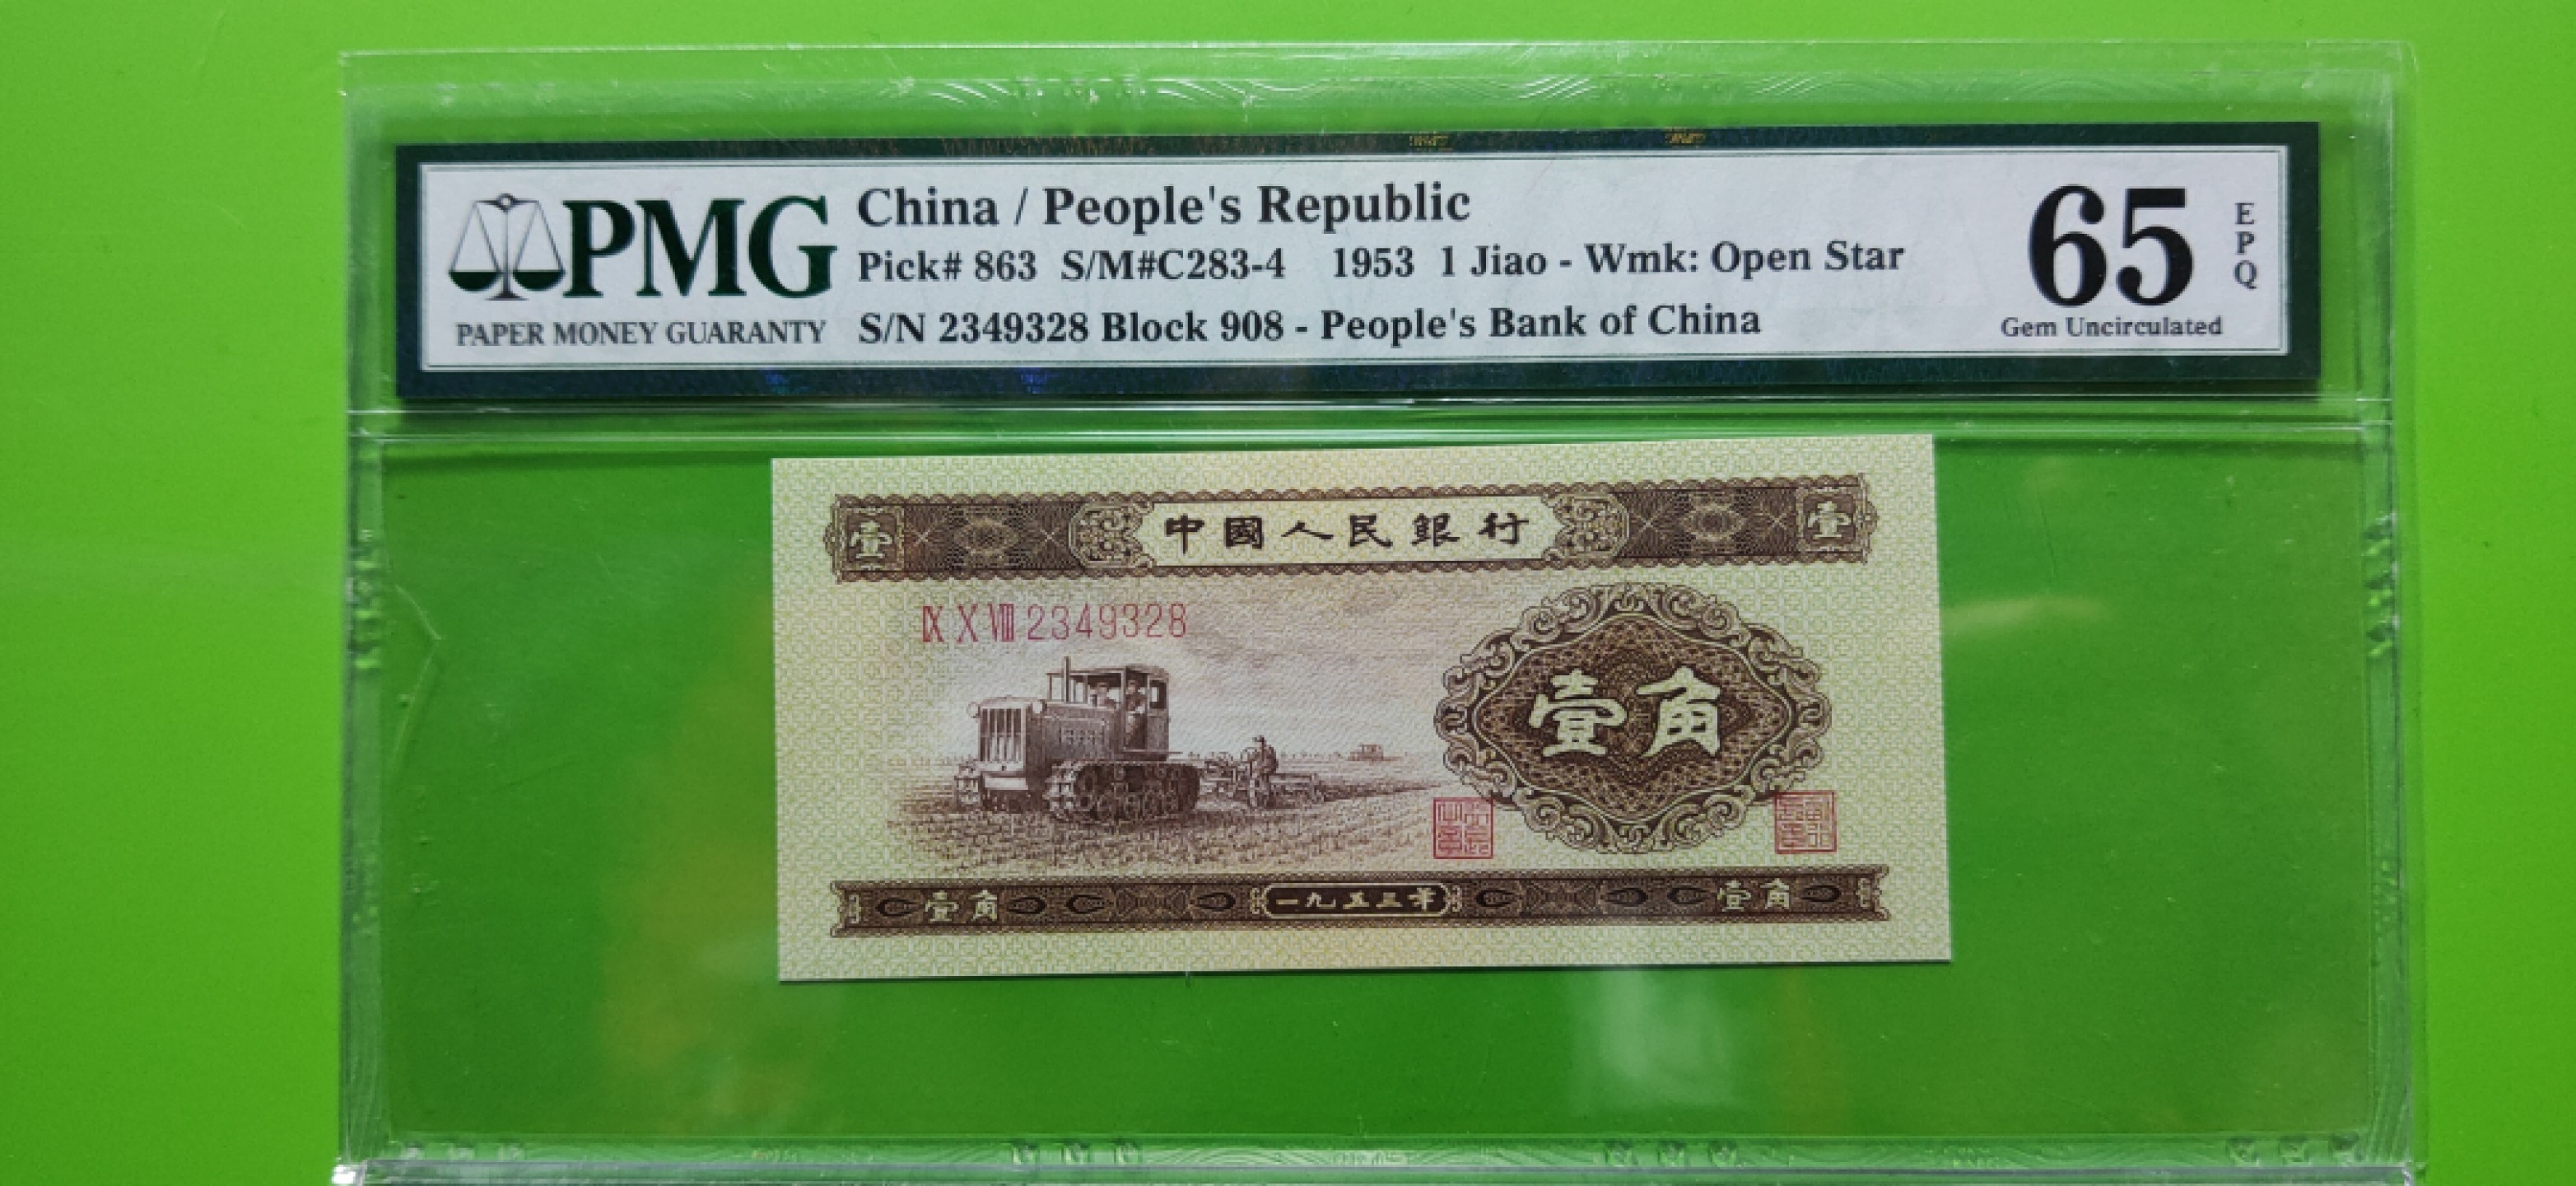 PMG
PAPER MONEY GUARANTY
China / People's Republic
Pick# 863 S/M#C283-4 1953 1 Jiao - Wmk: Open Star
S/N 2349328 Block 908 - People's Bank of China
65
EPQ
Gem Uncirculated
壹 中國人民銀行 壹
ⅨⅩⅧ 2349328
壹角
壹角 一九五三年 壹角